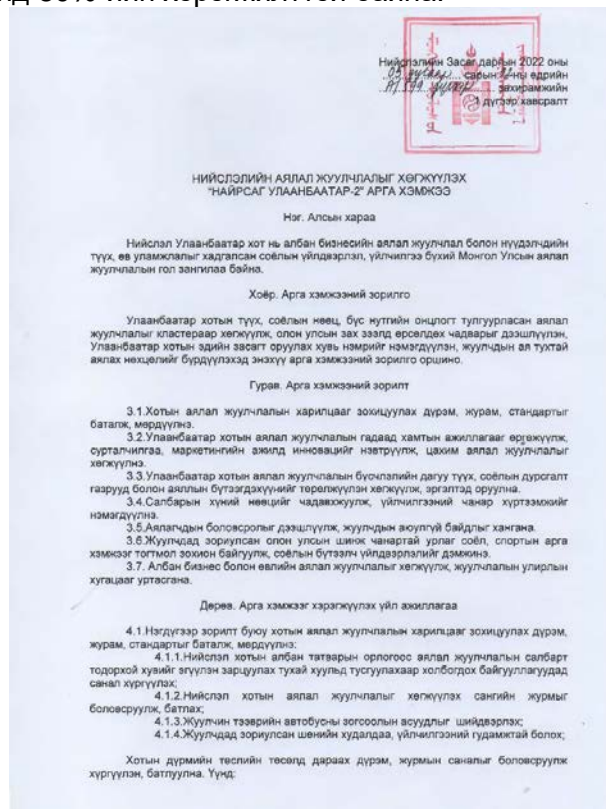 Нийслэлийн Засаг даргын 2022 оны
сарын
-ны өдрийн
захирамжийн
1 дүгээр хавсралт
НИЙСЛЭЛИЙН АЯЛАЛ ЖУУЛЧЛАЛЫГ ХӨГЖҮҮЛЭХ
"НАЙРСАГ УЛААНБААТАР-2" АРГА ХЭМЖЭЭ
Нэг. Алсын хараа
Нийслэл Улаанбаатар хот нь албан бизнесийн аялал жуулчлал болон нүүдэлчдийн
түүх, өв уламжлалыг хадгалсан соёлын үйлдвэрлэл, үйлчилгээ бүхий Монгол Улсын аялал
жуулчлалын гол зангилаа байна.
Хоёр. Арга хэмжээний зорилго
Улаанбаатар хотын түүх, соёлын нөөц, бүс нутгийн онцлогт тулгуурласан аялал
жуулчлалыг кластераар хөгжүүлж, олон улсын зах зээлд өрсөлдөх чадварыг дээшлүүлэн,
Улаанбаатар хотын эдийн засагт оруулах хувь нэмрийг нэмэгдүүлэн, жуулчдын ая тухтай
аялах нөхцөлийг бүрдүүлэхэд энэхүү арга хэмжээний зорилго оршино.
Гурав. Арга хэмжээний зорилт
3.1.Хотын аялал жуулчлалын харилцааг зохицуулах дүрэм, журам, стандартыг
баталж, мөрдүүлнэ.
3.2.Улаанбаатар хотын аялал жуулчлалын гадаад хамтын ажиллагааг өргөжүүлж,
сурталчилгаа, маркетингийн ажилд инновацийг нэвтрүүлж, цахим аялал жуулчлалыг
хөгжүүлнэ.
3.3.Улаанбаатар хотын аялал жуулчлалын бүсчлэлийн дагуу түүх, соёлын дурсгалт
газрууд болон аяллын бүтээгдэхүүнийг төрөлжүүлэн хөгжүүлж, эргэлтэд оруулна.
3.4.Салбарын хүний нөөцийг чадавхжуулж, үйлчилгээний чанар хүртээмжийг
нэмэгдүүлнэ.
3.5.Аялагчдын боловсролыг дээшлүүлж, жуулчдын аюулгүй байдлыг хангана.
3.6.Жуулчдад зориулсан олон улсын шинж чанартай урлаг соёл, спортын арга
хэмжээг тогтмол зохион байгуулж, соёлын бүтээлч үйлдвэрлэлийг дэмжинэ.
3.7. Албан бизнес болон өвлийн аялал жуулчлалыг хөгжүүлж, жуулчлалын улирлын
хугацааг уртасгана.
Дөрөв. Арга хэмжээг хэрэгжүүлэх үйл ажиллагаа
4.1.Нэгдүгээр зорилт буюу хотын аялал жуулчлалын харилцааг зохицуулах дүрэм,
журам, стандартыг баталж, мөрдүүлнэ:
4.1.1.Нийслэл хотын албан татварын орлогоос аялал жуулчлалын салбарт
тодорхой хувийг эгүүлэн зарцуулах тухай хуульд тусгуулахаар холбогдох байгууллагуудад
санал хүргүүлэх;
4.1.2.Нийслэл хотын аялал жуулчлалыг хөгжүүлэх сангийн журмыг
боловсруулж, батлах;
4.1.3.Жуулчин тээврийн автобусны зогсоолын асуудлыг шийдвэрлэх;
4.1.4.Жуулчдад зориулсан шөнийн худалдаа, үйлчилгээний гудамжтай болох;
Хотын дүрмийн төслийн төсөлд дараах дүрэм, журмын саналыг боловсруулж
хүргүүлэн, батлуулна. Үүнд: